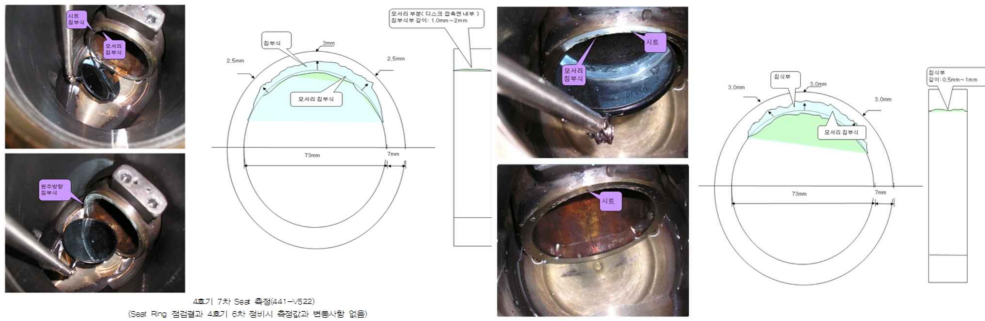 시트
침부식
모서리
침부식
원주방향
침부식
침부식
모서리 침부식
2.5mm
3mm
2.5mm
73mm
7mm
모서리 부분( 디스크 접촉면 내부 )
침부식부 깊이: 1.0mm~2mm
4호기 7차 Seat 측정(441-V522)
(Seat Ring 점검결과 4호기 6차 정비시 측정값과 변동사항 없음)
시트
모서리
침부식
시트
침식부
모서리 침부식
3.0mm
3.0mm
3.0mm
73mm
7mm
침식부
깊이: 0.5mm~1mm